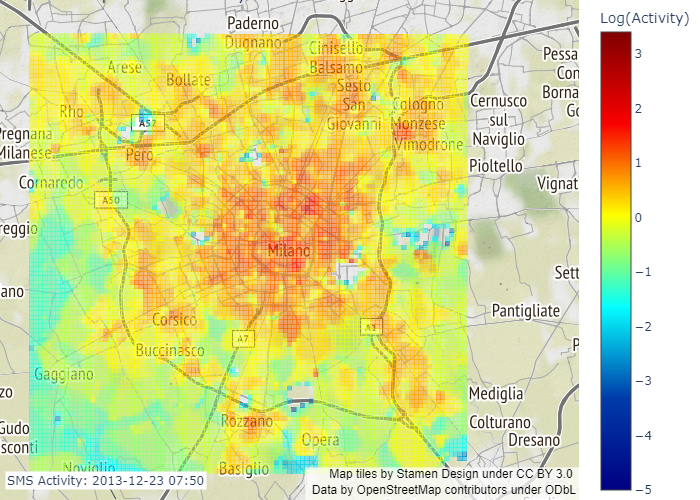 Paderno
Dugnano
Cinisello
Balsamo
Arese
Bollate
Sesto
San
Giovanni
Cologno
Monzese
Vimodrone
Cernusco
sul
Naviglio
Pessa
Con
Borna
Go
Rho
A52
Pero
Pregnana
Milanese
Pioltello
Cornaredo
A50
Vignat
reggio
Milano
Sett
ano
Pantigliate
Corsico
A7
A1
Buccinasco
P
Gaggiano
Mediglia
zo
Rozzano
Colturano
Gudo
sconti
Opera
Dresano
Noviglio
Basiglio
SMS Activity: 2013-12-23 07:50
Map tiles by Stamen Design under CC BY 3.0
Data by OpenStreetMap contributors under ODbL
Log(Activity)
3
2
1
0
−1
−2
−3
−4
−5